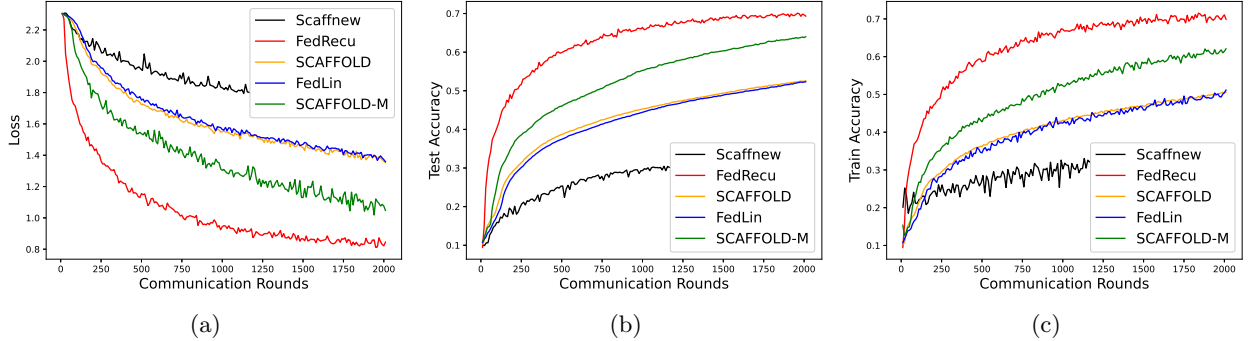 2.2
2.0
1.8
1.6
1.4
1.2
1.0
0.8
Loss
0 250 500 750 1000 1250 1500 1750 2000
Communication Rounds
Scaffnew
FedRecu
SCAFFOLD
FedLin
SCAFFOLD-M
(a)
0.7
0.6
0.5
0.4
0.3
0.2
0.1
Test Accuracy
0 250 500 750 1000 1250 1500 1750 2000
Communication Rounds
Scaffnew
FedRecu
SCAFFOLD
FedLin
SCAFFOLD-M
(b)
0.7
0.6
0.5
0.4
0.3
0.2
0.1
Train Accuracy
0 250 500 750 1000 1250 1500 1750 2000
Communication Rounds
Scaffnew
FedRecu
SCAFFOLD
FedLin
SCAFFOLD-M
(c)